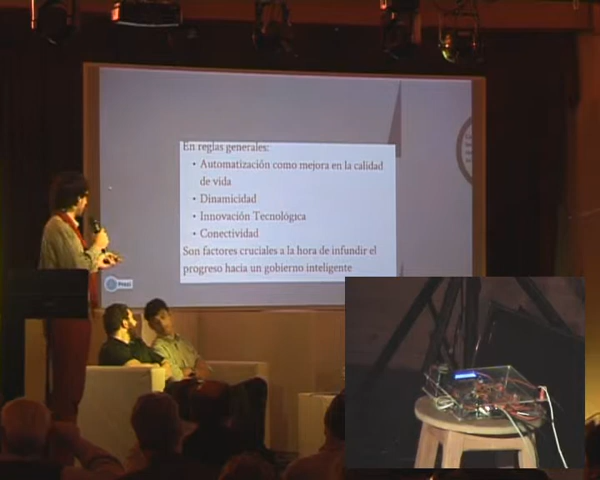 En reglas generales:
• Automatización como mejora en la calidad
de vida
• Dinamicidad
• Innovación Tecnológica
• Conectividad
Son factores cruciales a la hora de infundir el
progreso hacia un gobierno inteligente
Prezi